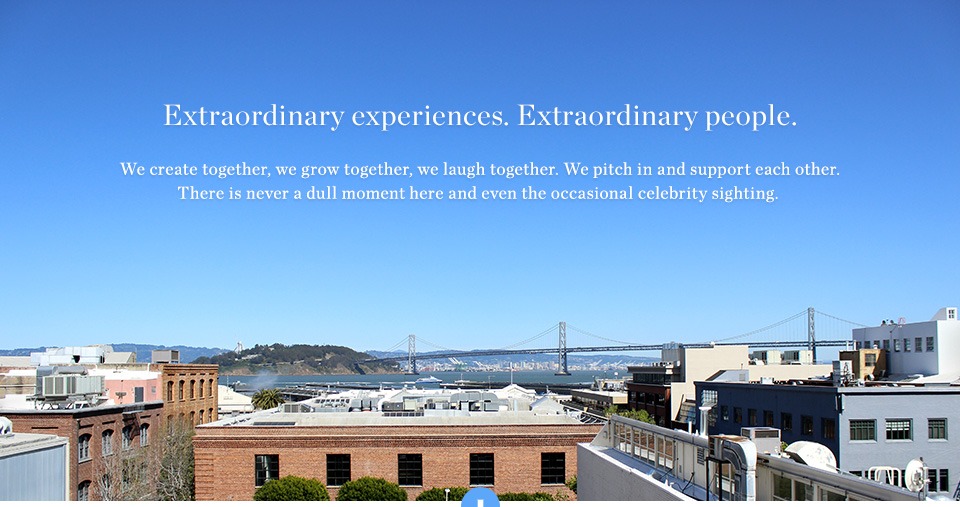 Extraordinary experiences. Extraordinary people.
We create together, we grow together, we laugh together. We pitch in and support each other.
There is never a dull moment here and even the occasional celebrity sighting.